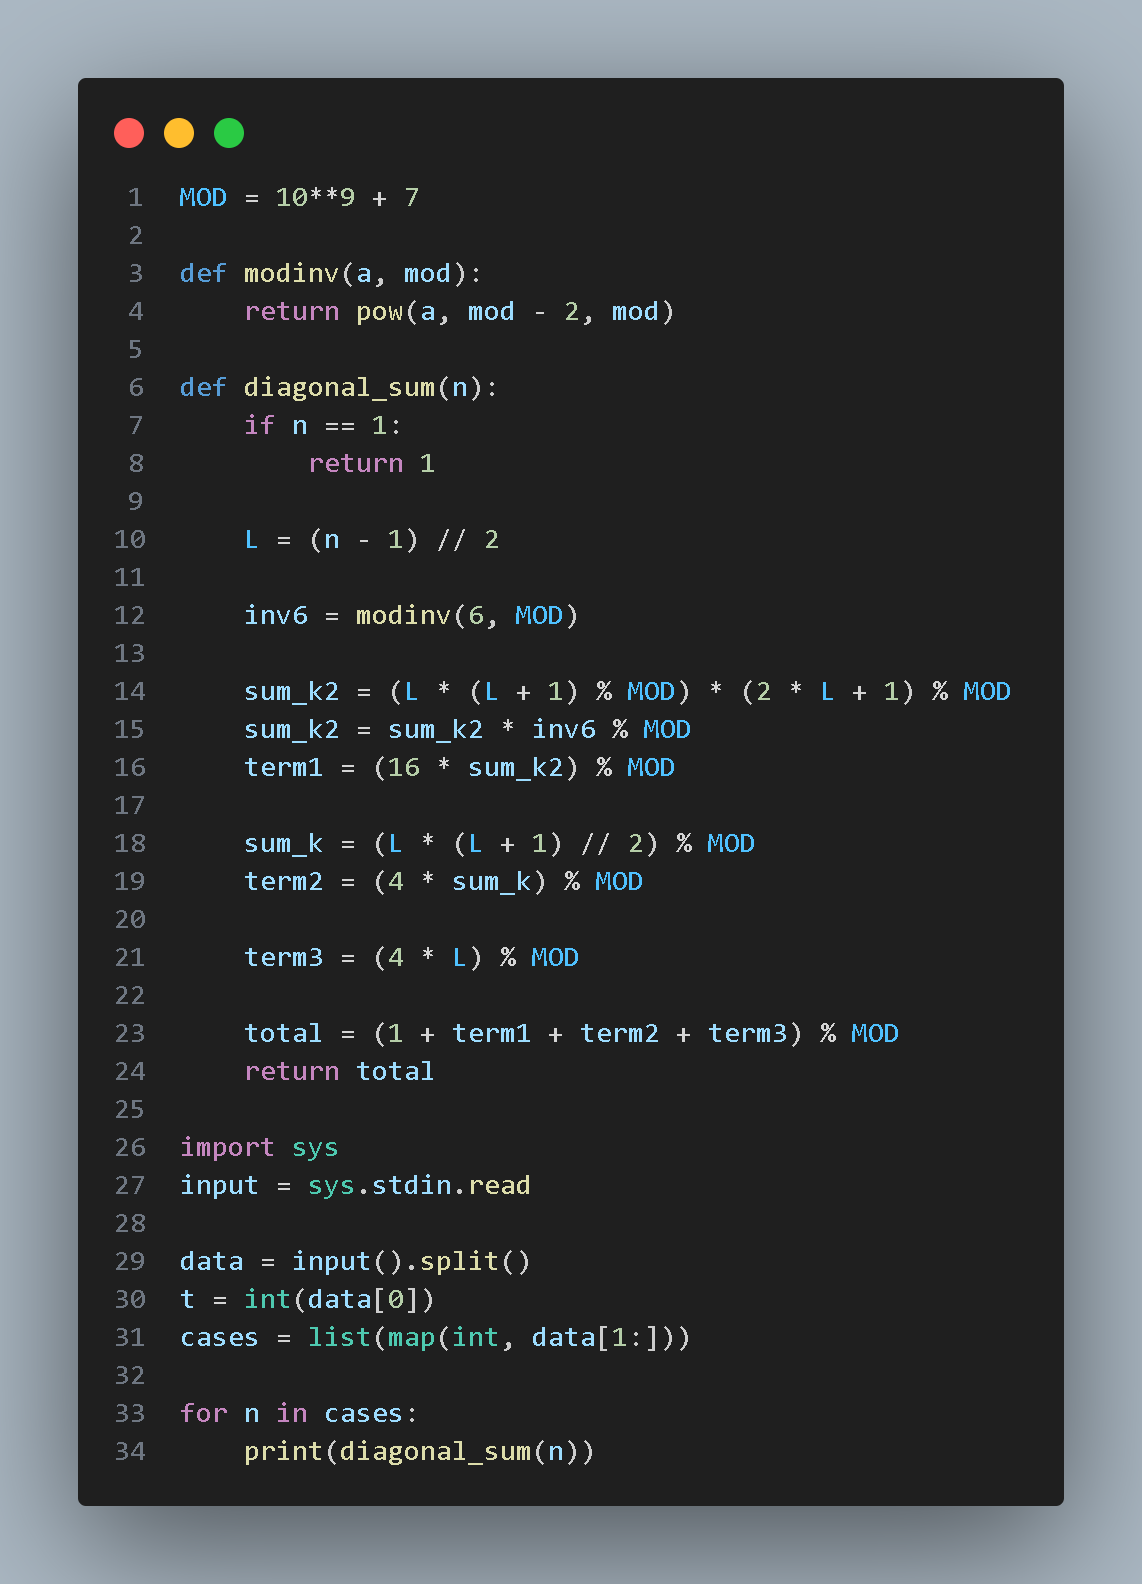 1 MOD = 10**9 + 7
2
3 def modinv(a, mod):
4     return pow(a, mod - 2, mod)
5
6 def diagonal_sum(n):
7     if n == 1:
8         return 1
9
10     L = (n - 1) // 2
11
12     inv6 = modinv(6, MOD)
13
14     sum_k2 = (L * (L + 1) % MOD) * (2 * L + 1) % MOD
15     sum_k2 = sum_k2 * inv6 % MOD
16     term1 = (16 * sum_k2) % MOD
17
18     sum_k = (L * (L + 1) // 2) % MOD
19     term2 = (4 * sum_k) % MOD
20
21     term3 = (4 * L) % MOD
22
23     total = (1 + term1 + term2 + term3) % MOD
24     return total
25
26 import sys
27 input = sys.stdin.read
28
29 data = input().split()
30 t = int(data[0])
31 cases = list(map(int, data[1:]))
32
33 for n in cases:
34     print(diagonal_sum(n))